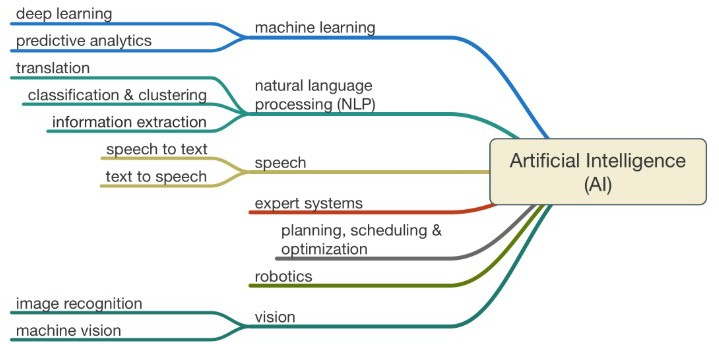 deep learning
predictive analytics
machine learning
translation
classification & clustering
information extraction
natural language
processing (NLP)
speech to text
text to speech
speech
expert systems
planning, scheduling &
optimization
robotics
image recognition
machine vision
vision
Artificial Intelligence
(AI)